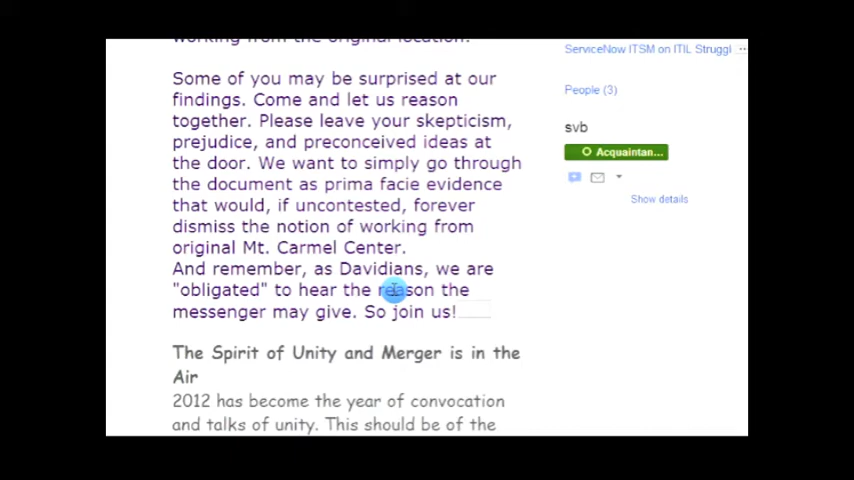 working from the original location.
Some of you may be surprised at our
findings. Come and let us reason
together. Please leave your skepticism,
prejudice, and preconceived ideas at
the door. We want to simply go through
the document as prima facie evidence
that would, if uncontested, forever
dismiss the notion of working from
original Mt. Carmel Center.
And remember, as Davidians, we are
"obligated" to hear the reason the
messenger may give. So join us!
The Spirit of Unity and Merger is in the
Air
2012 has become the year of convocation
and talks of unity. This should be of the
ServiceNow ITSM on ITIL Struggl
People (3)
svb
Acquaintan...
Show details